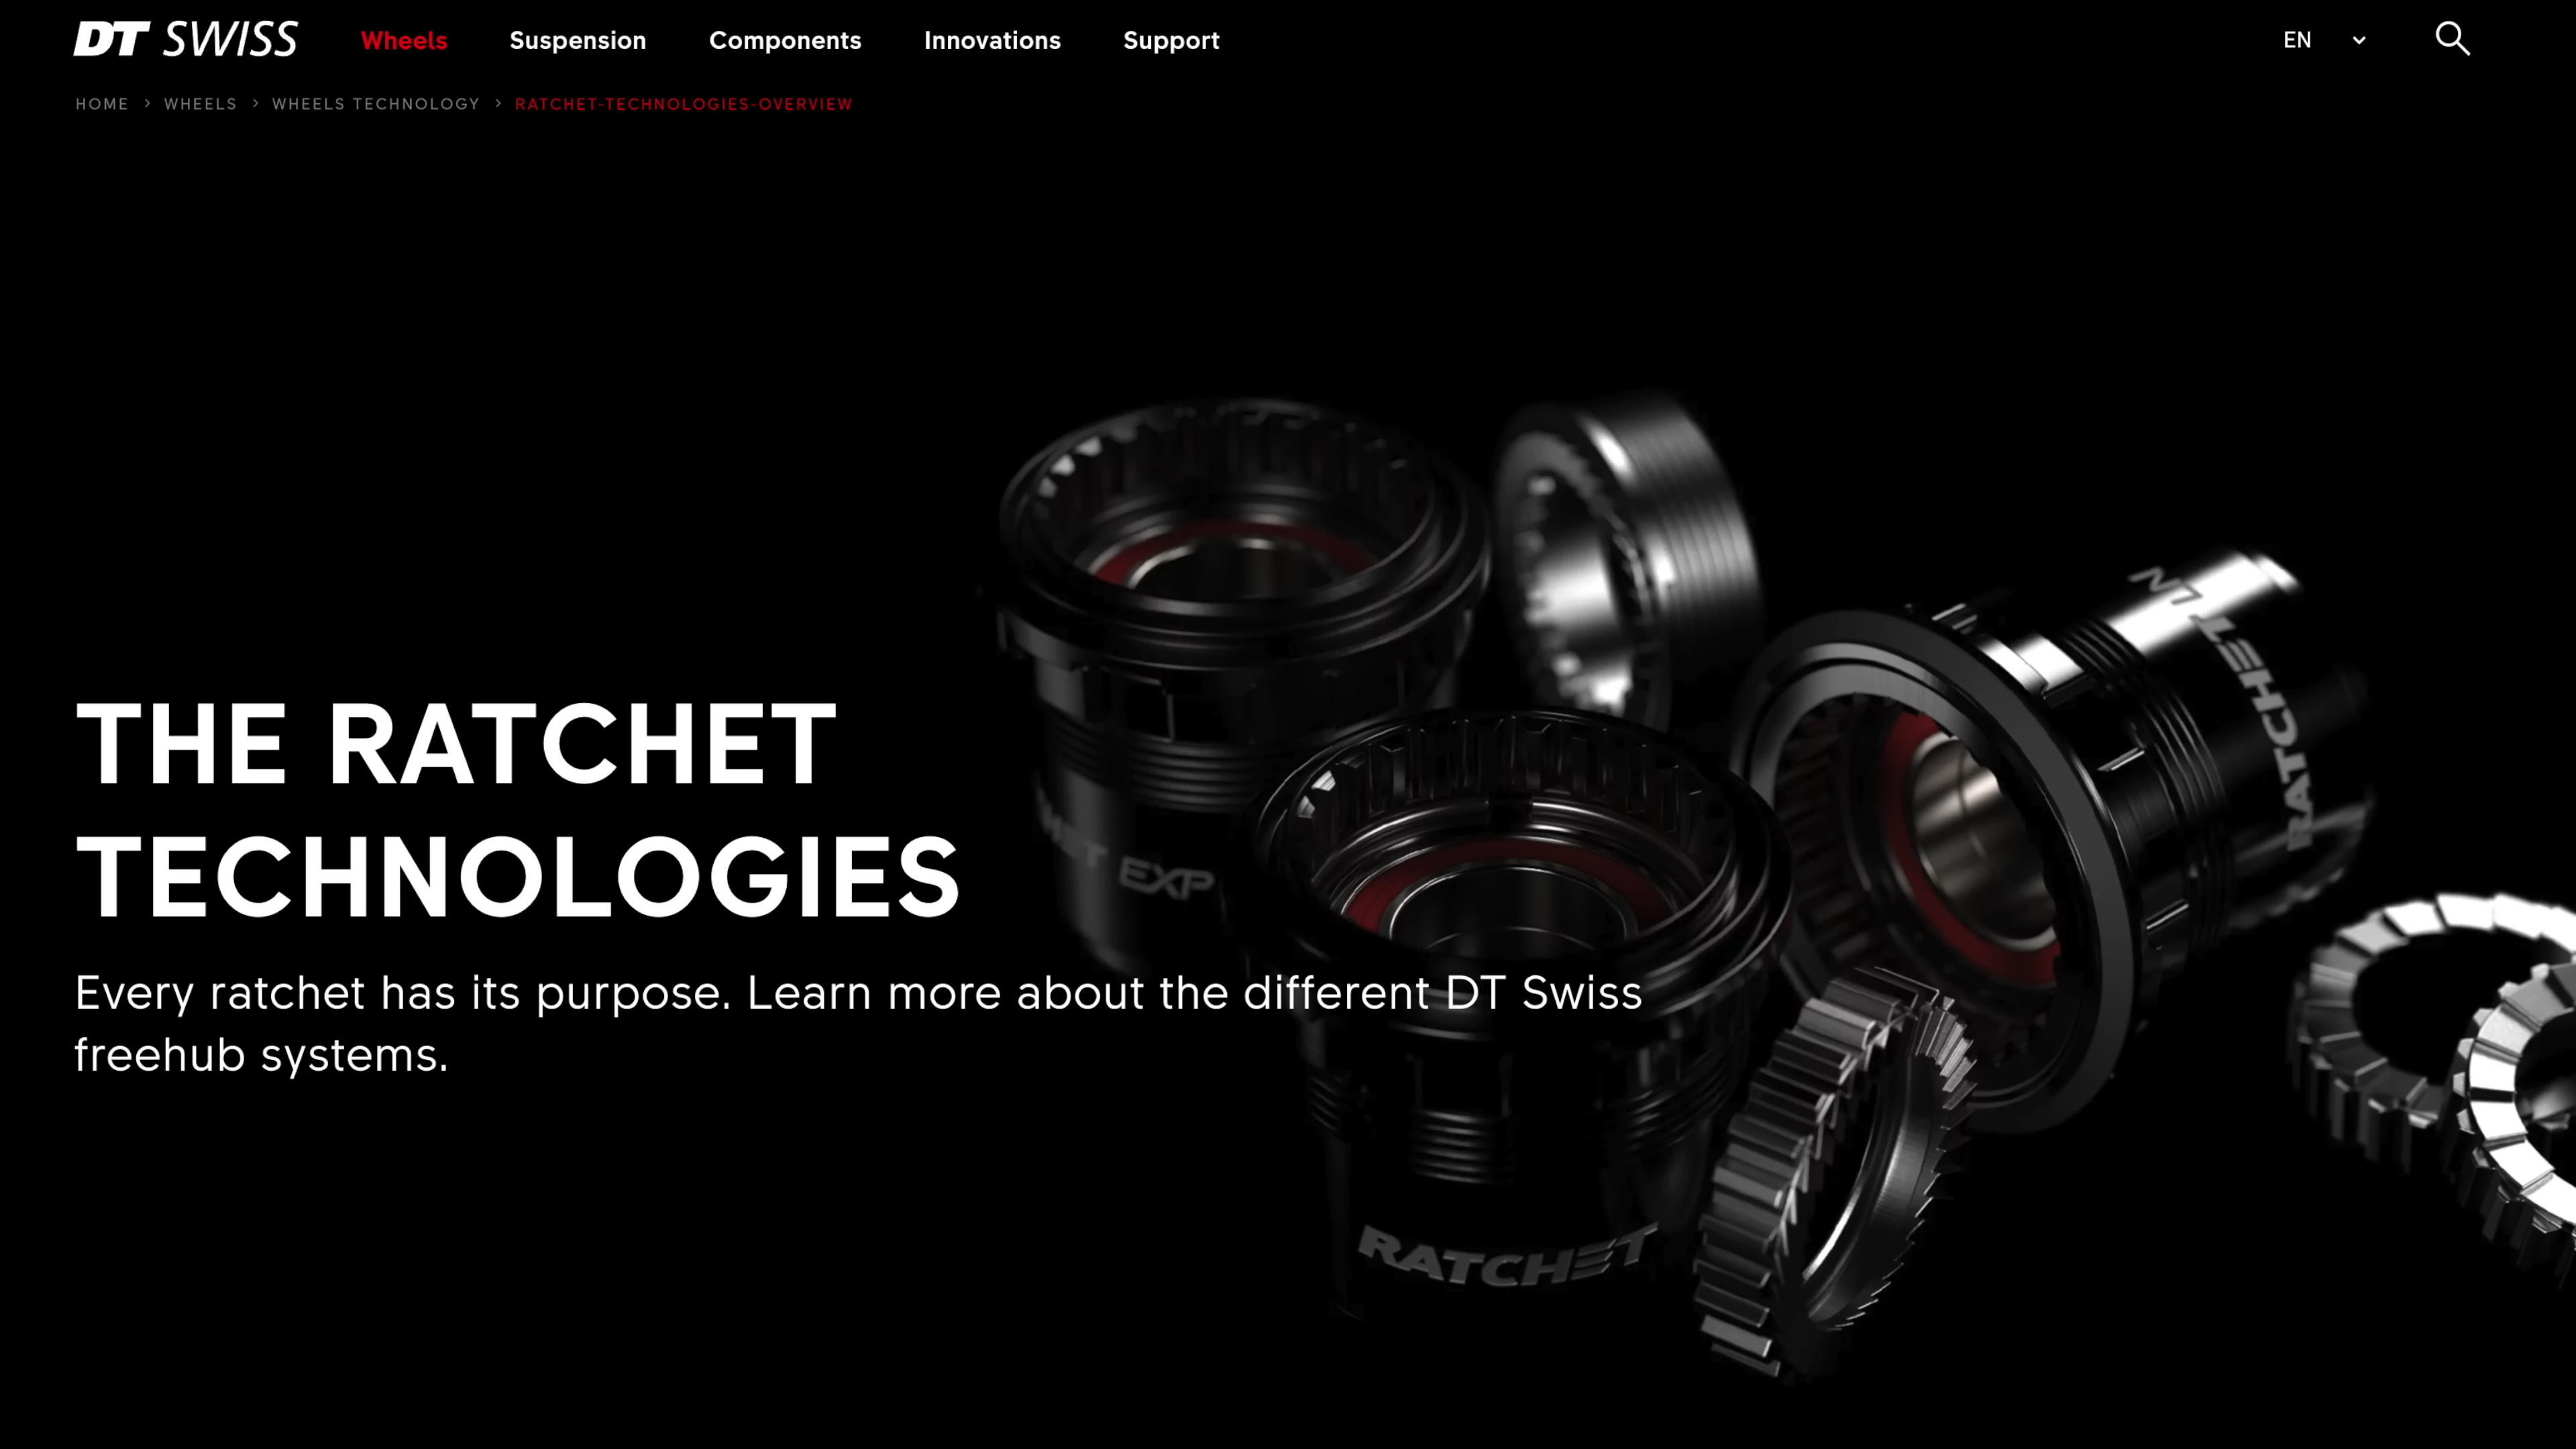 DT SWISS
Wheels
Suspension
Components
Innovations
Support
EN
HOME > WHEELS > WHEELS TECHNOLOGY > RATCHET-TECHNOLOGIES-OVERVIEW
THE RATCHET
TECHNOLOGIES
Every ratchet has its purpose. Learn more about the different DT Swiss
freehub systems.
EXP
RATCHET LN
RATCHET